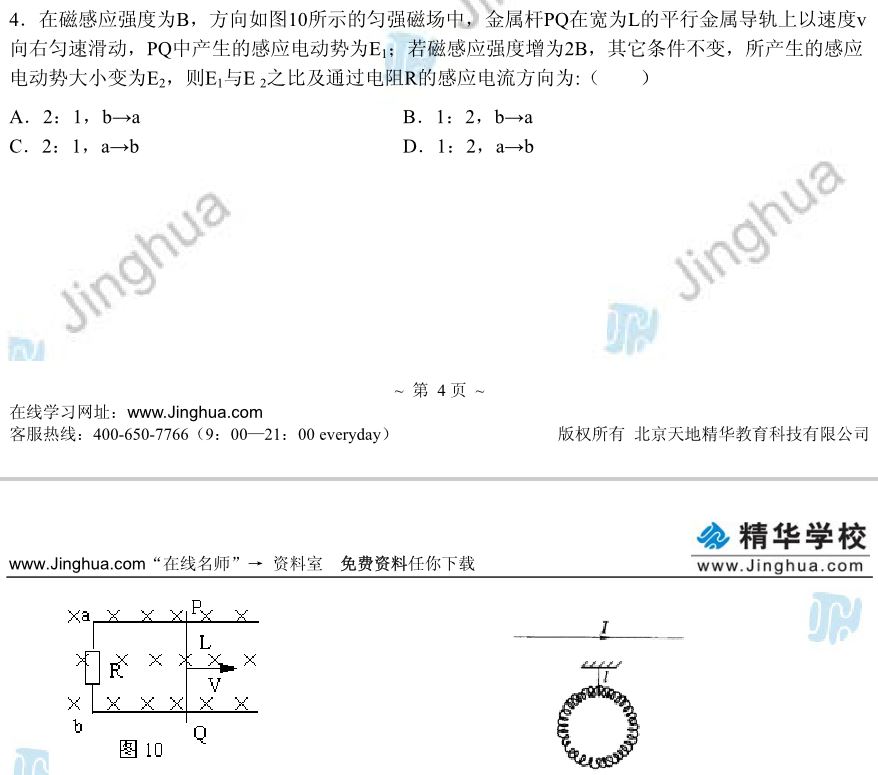 4．在磁感应强度为B，方向如图10所示的匀强磁场中，金属杆PQ在宽为L的平行金属导轨上以速度v
向右匀速滑动，PQ中产生的感应电动势为E₁；若磁感应强度增为2B，其它条件不变，所产生的感应
电动势大小变为E₂，则E₁与E ₂之比及通过电阻R的感应电流方向为:（　　）
A．2：1，b→a
B．1：2，b→a
C．2：1，a→b
D．1：2，a→b
Jinghua
Jinghua
~ 第 4 页 ~
在线学习网址：www.Jinghua.com
客服热线：400-650-7766（9：00—21：00 everyday）
版权所有 北京天地精华教育科技有限公司
精华学校
www.Jinghua.com
www.Jinghua.com“在线名师”→ 资料室 免费资料任你下载
a
P
L
R
V
b
Q
图 10
I
l